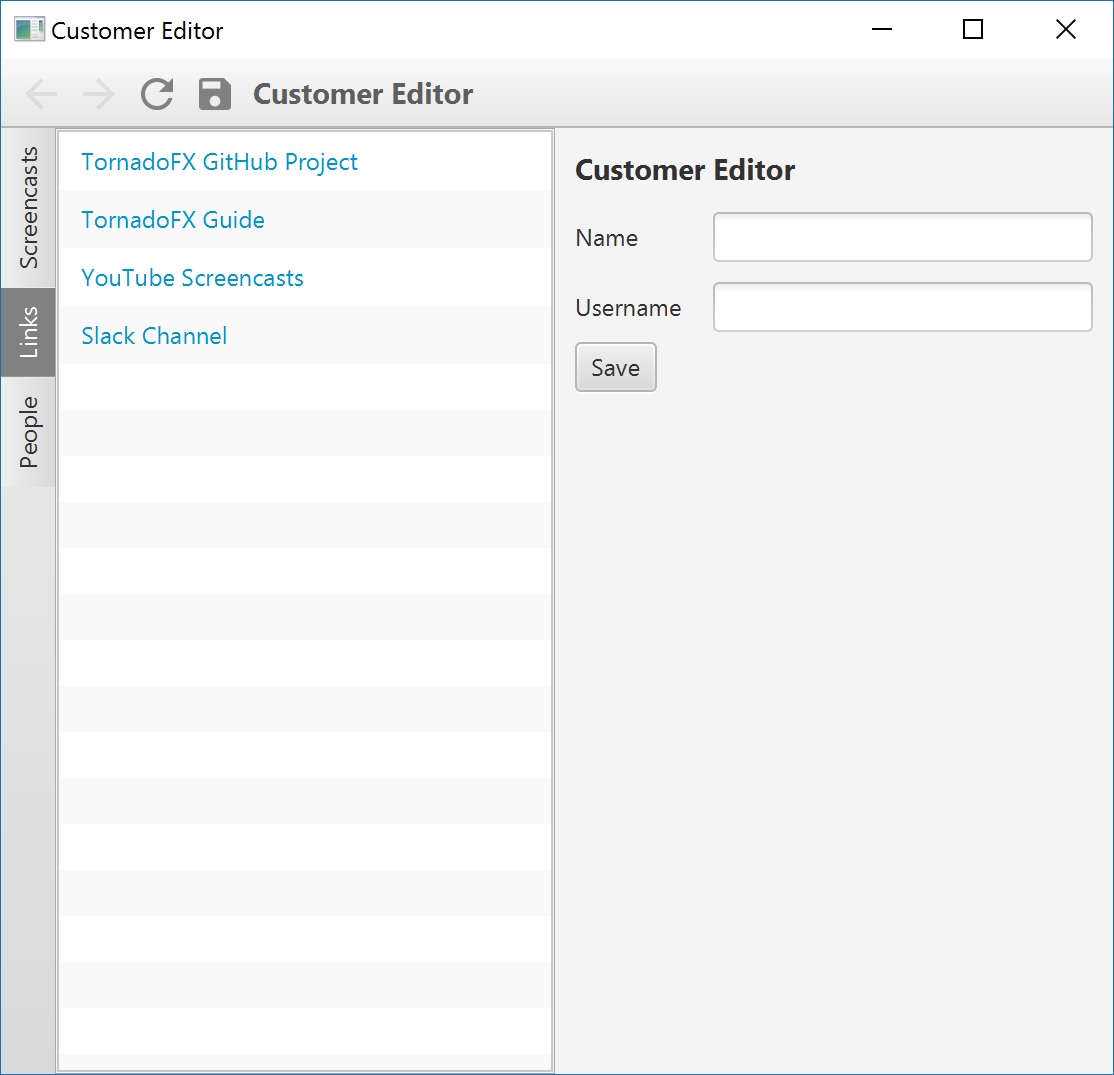 Customer Editor
Customer Editor
Screencasts
Links
People
TornadoFX GitHub Project
TornadoFX Guide
YouTube Screencasts
Slack Channel
Customer Editor
Name
Username
Save